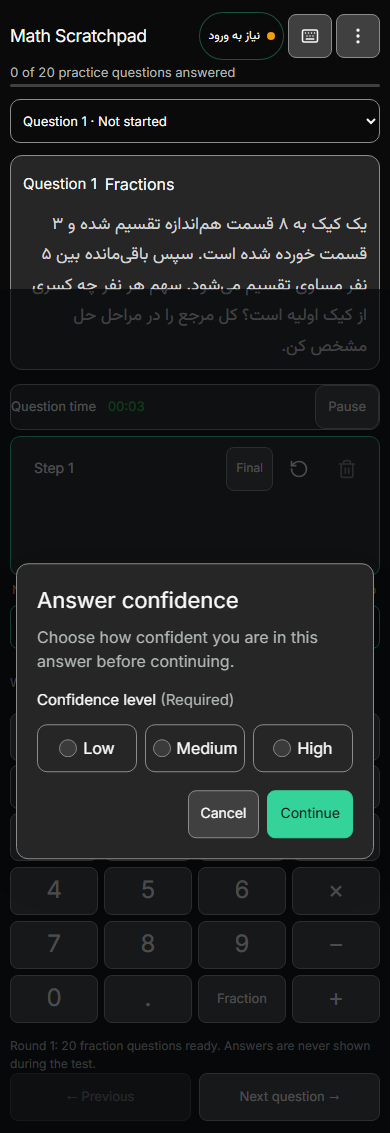 Math Scratchpad
نیاز به ورود
0 of 20 practice questions answered
Question 1 · Not started
Question 1 Fractions
یک کیک به ۸ قسمت هم‌اندازه تقسیم شده و ۳
قسمت خورده شده است. سپس باقی‌مانده بین ۵
نفر مساوی تقسیم می‌شود. سهم هر نفر چه کسری
از کیک اولیه است؟ کل مرجع را در مراحل حل
مشخص کن.
Question time 00:03
Pause
Step 1
Final
Answer confidence
Choose how confident you are in this
answer before continuing.
Confidence level (Required)
Low
Medium
High
Cancel
Continue
4 5 6 ×
7 8 9 −
0 . Fraction +
Round 1: 20 fraction questions ready. Answers are never shown
during the test.
← Previous
Next question →